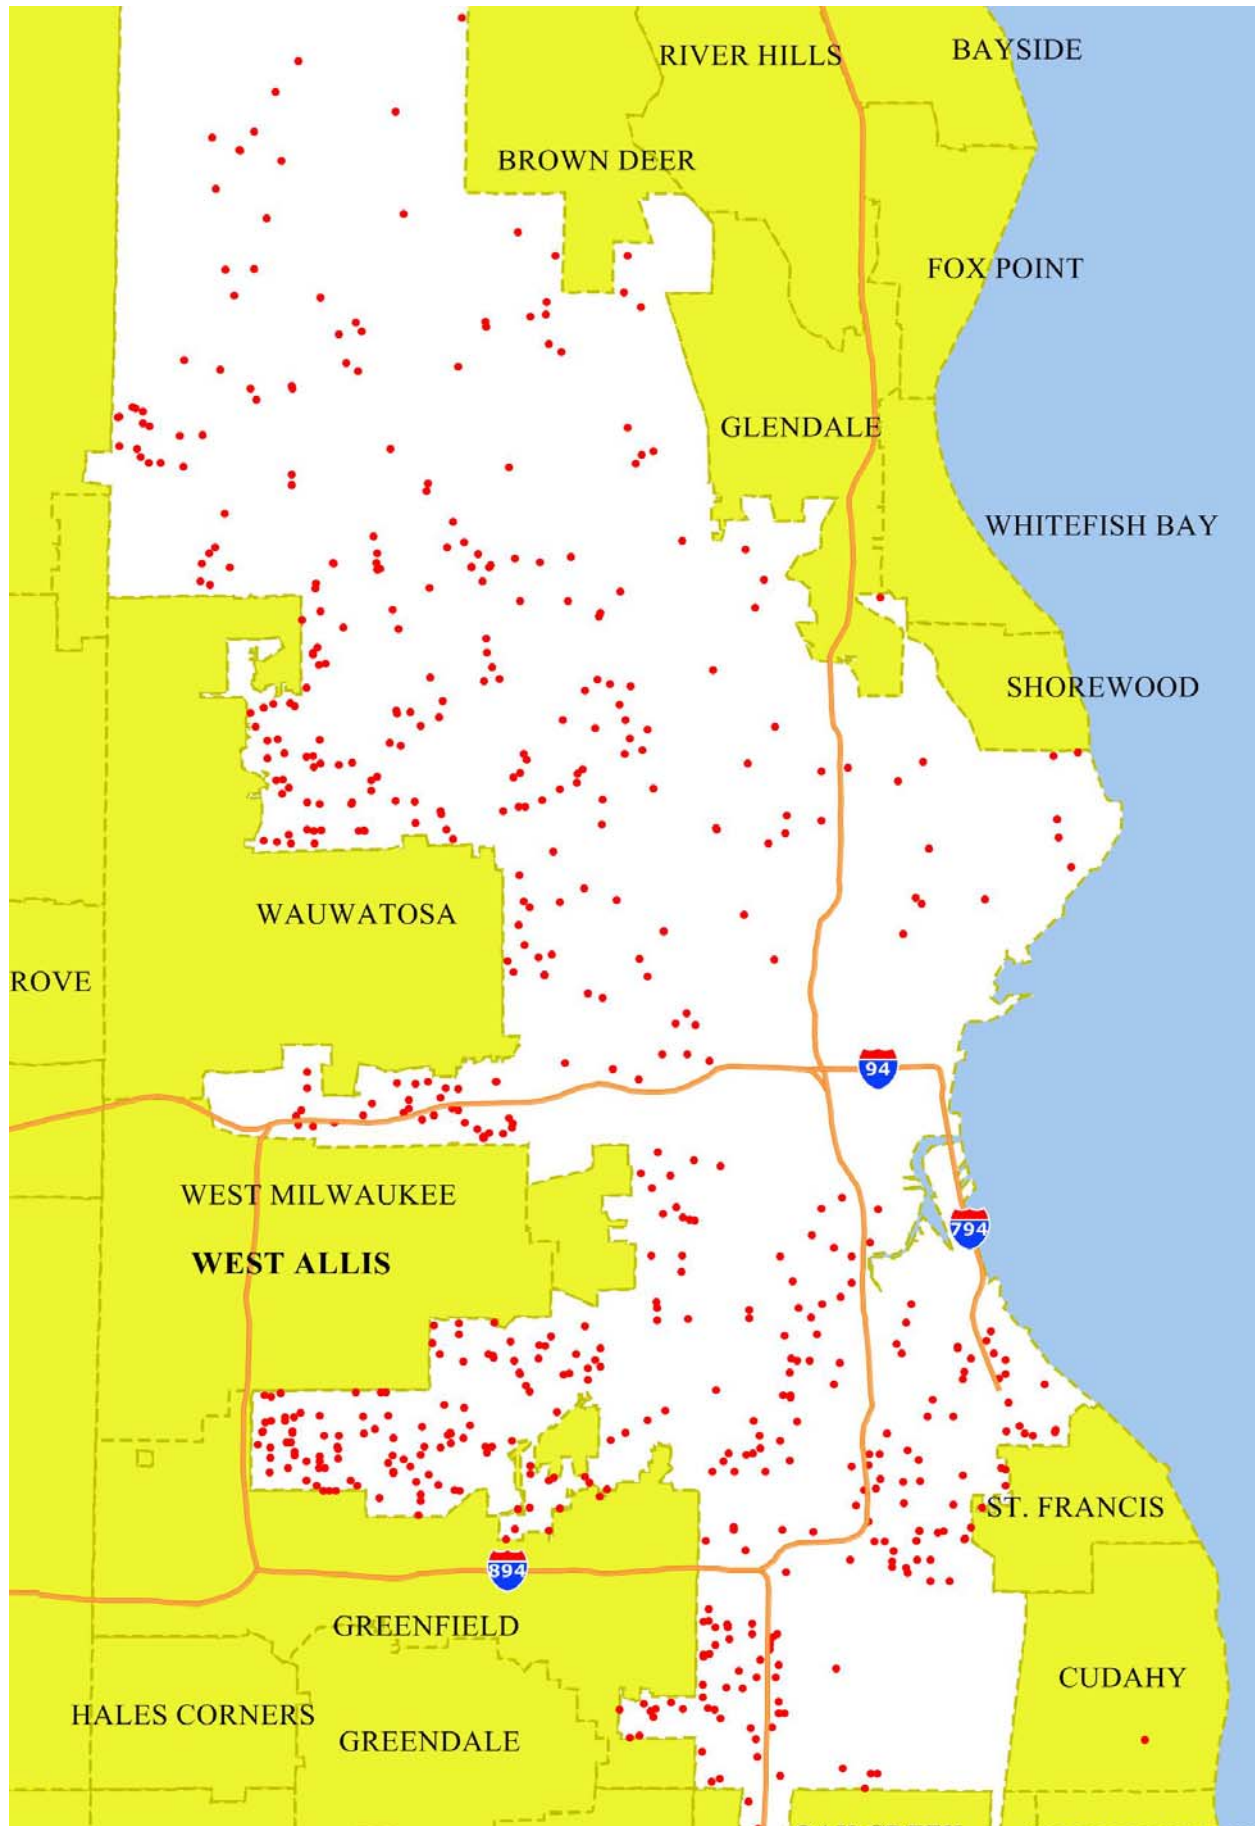 RIVER HILLS
BAYSIDE
BROWN DEER
FOX POINT
GLENDALE
WHITEFISH BAY
SHOREWOOD
WAUWATOSA
ROVE
94
WEST MILWAUKEE
794
WEST ALLIS
ST. FRANCIS
894
GREENFIELD
CUDAHY
HALES CORNERS
GREENDALE